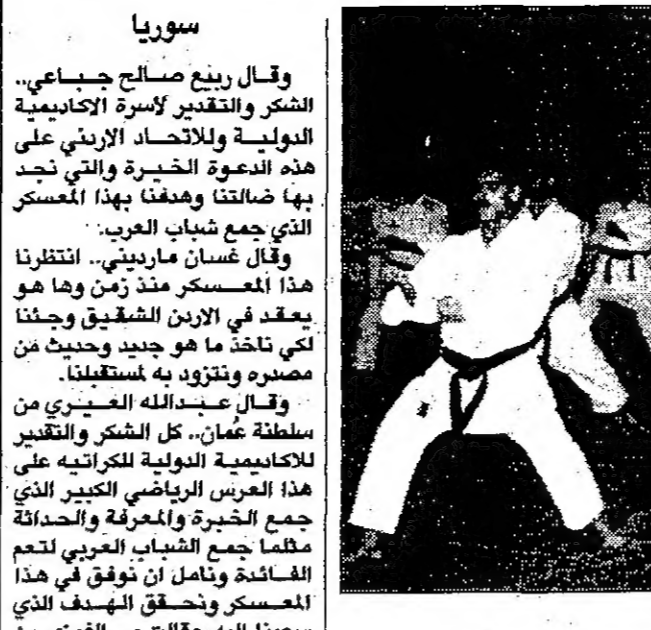 سوريا
وقال ربيع صالح جباعي..
الشكر والتقدير لأسرة الاكاديمية
الدولية وللاتحاد الاردني على
هذه الدعوة الخيرة والتي نجد
بها ضالتنا وهدفنا بهذا المعسكر
الذي جمع شباب العرب.
وقال غسان مارديني.. انتظرنا
هذا المعسكر منذ زمن وها هو
يعقد في الاردن الشقيق وجئنا
لكي ناخذ ما هو جديد وحديث من
مصدره ونتزود به لمستقبلنا.
وقال عبدالله العبري من
سلطنة عُمان.. كل الشكر والتقدير
للاكاديمية الدولية للكراتيه على
هذا العرس الرياضي الكبير الذي
جمع الخبرة والمعرفة والحداثة
مثلما جمع الشباب العربي لتعم
الفائدة ونامل ان نوفق في هذا
المعسكر ونحقق الهدف الذي